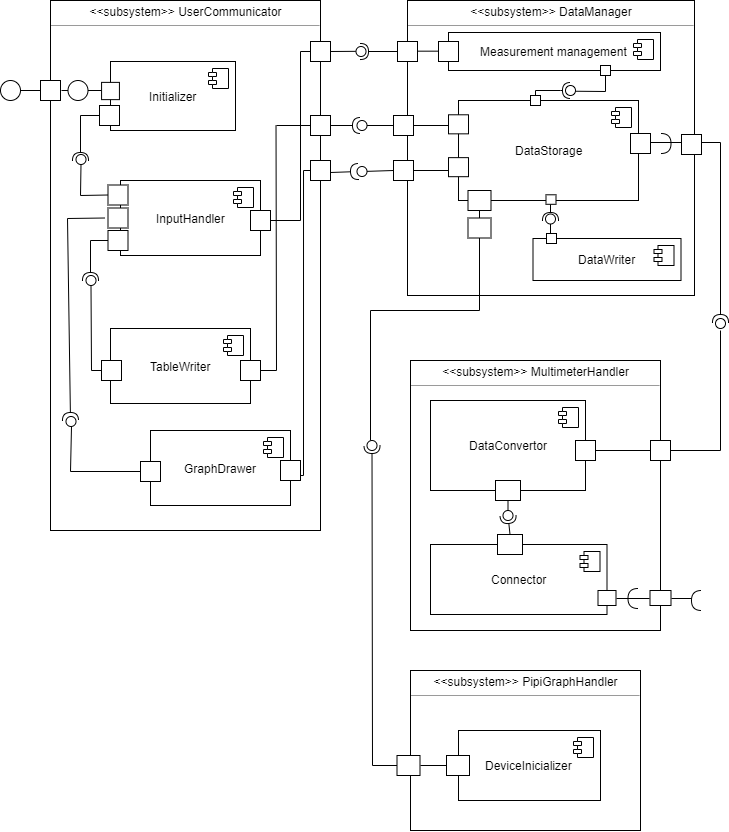 <<subsystem>> UserCommunicator
<<subsystem>> DataManager
Measurement management
Initializer
DataStorage
InputHandler
DataWriter
TableWriter
<<subsystem>> MultimeterHandler
DataConvertor
GraphDrawer
Connector
<<subsystem>> PipiGraphHandler
DeviceInicializer